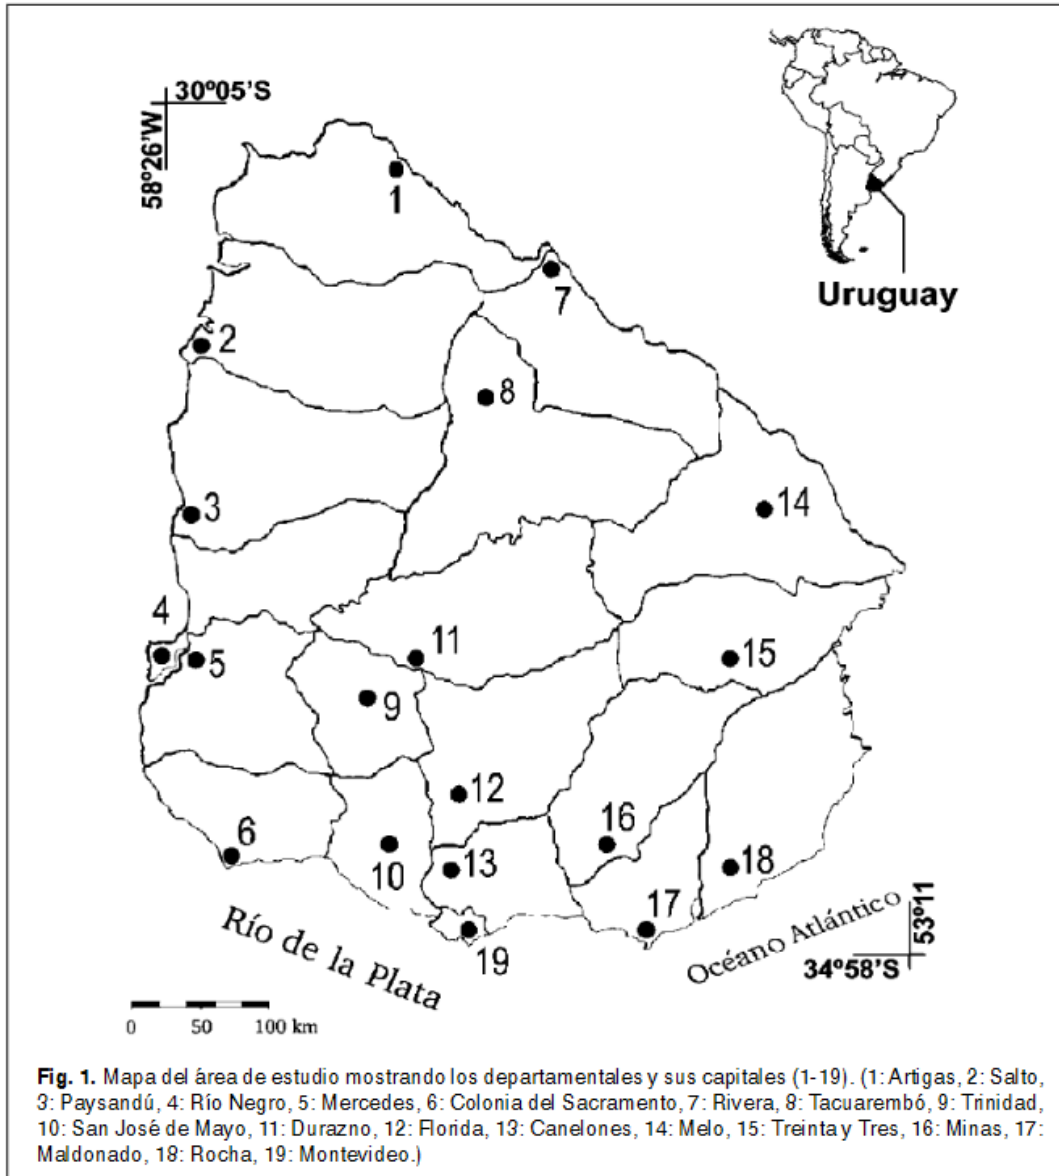 30º05’S
58º26’W
1
Uruguay
7
2
8
3
14
4
5
11
15
9
12
16
6
10
13
18
17
19
Río de la Plata
Océano Atlántico
53º11
34º58’S
0 50 100 km
Fig. 1. Mapa del área de estudio mostrando los departamentales y sus capitales (1-19). (1: Artigas, 2: Salto,
3: Paysandú, 4: Río Negro, 5: Mercedes, 6: Colonia del Sacramento, 7: Rivera, 8: Tacuarembó, 9: Trinidad,
10: San José de Mayo, 11: Durazno, 12: Florida, 13: Canelones, 14: Melo, 15: Treinta y Tres, 16: Minas, 17:
Maldonado, 18: Rocha, 19: Montevideo.)